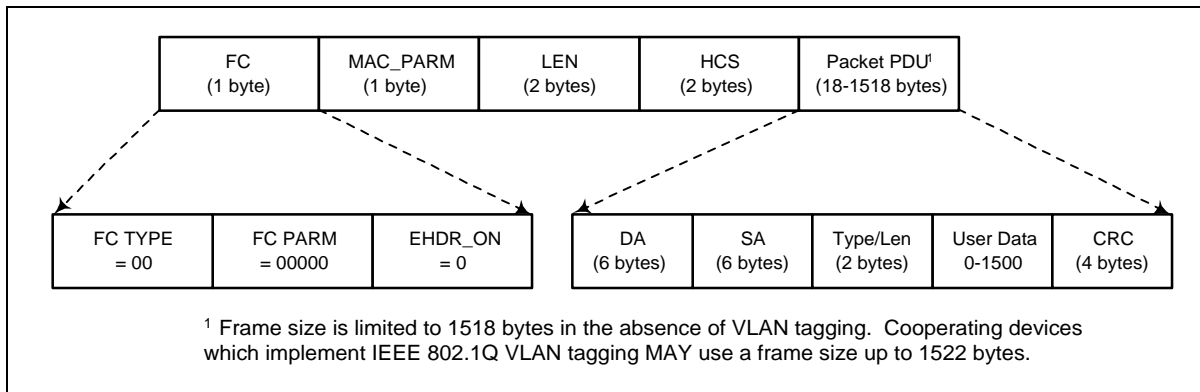 FC
(1 byte)
MAC_PARM
(1 byte)
LEN
(2 bytes)
HCS
(2 bytes)
Packet PDU¹
(18-1518 bytes)
FC TYPE
= 00
FC PARM
= 00000
EHDR_ON
= 0
DA
(6 bytes)
SA
(6 bytes)
Type/Len
(2 bytes)
User Data
0-1500
CRC
(4 bytes)
¹ Frame size is limited to 1518 bytes in the absence of VLAN tagging. Cooperating devices
which implement IEEE 802.1Q VLAN tagging MAY use a frame size up to 1522 bytes.